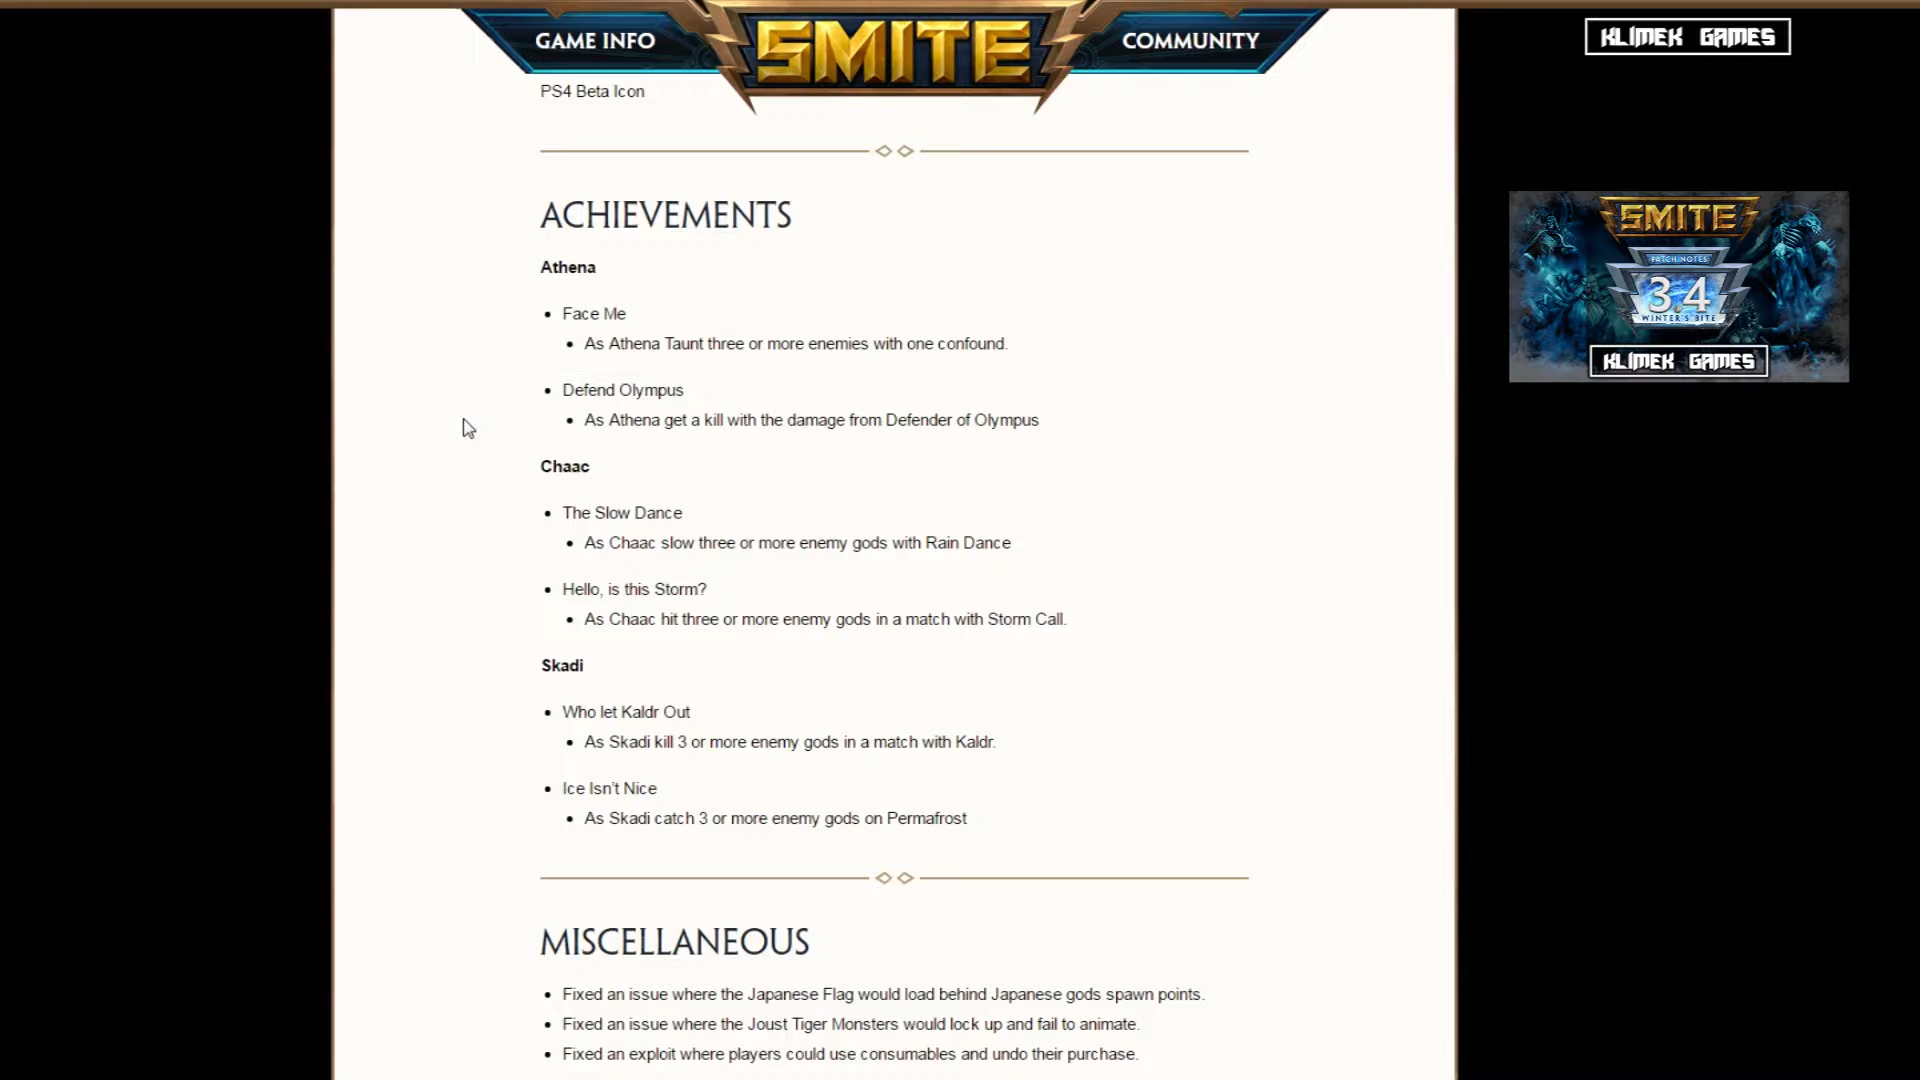 GAME INFO
SMITE
COMMUNITY
KLIMEK GAMES
PS4 Beta Icon
ACHIEVEMENTS
Athena
Face Me
As Athena Taunt three or more enemies with one confound.
Defend Olympus
As Athena get a kill with the damage from Defender of Olympus
Chaac
The Slow Dance
As Chaac slow three or more enemy gods with Rain Dance
Hello, is this Storm?
As Chaac hit three or more enemy gods in a match with Storm Call.
Skadi
Who let Kaldr Out
As Skadi kill 3 or more enemy gods in a match with Kaldr.
Ice Isn't Nice
As Skadi catch 3 or more enemy gods on Permafrost
MISCELLANEOUS
Fixed an issue where the Japanese Flag would load behind Japanese gods spawn points.
Fixed an issue where the Joust Tiger Monsters would lock up and fail to animate.
Fixed an exploit where players could use consumables and undo their purchase.
SMITE
PATCH NOTES
3.4
WINTER'S BITE
KLIMEK GAMES